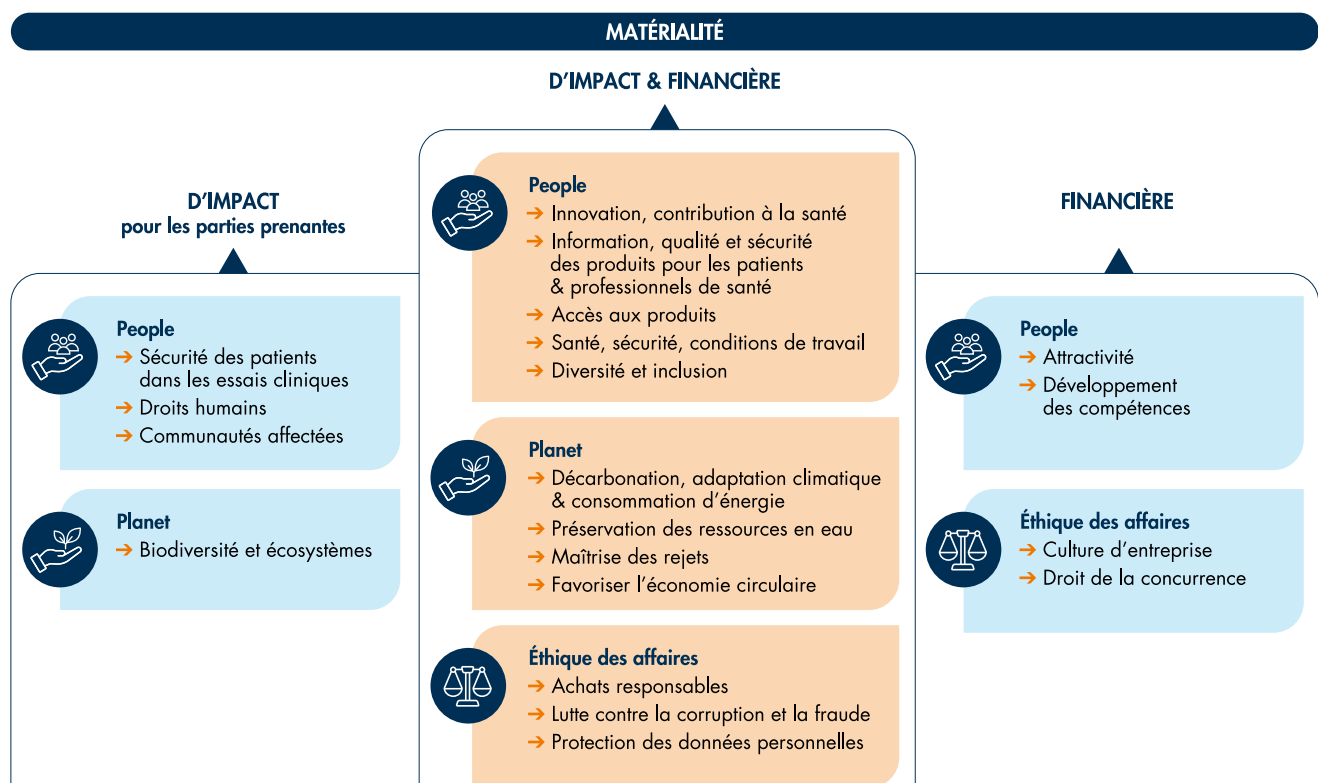 MATÉRIALITÉ
D'IMPACT & FINANCIÈRE
D'IMPACT
pour les parties prenantes
People
→ Sécurité des patients
dans les essais cliniques
→ Droits humains
→ Communautés affectées
Planet
→ Biodiversité et écosystèmes
People
→ Innovation, contribution à la santé
→ Information, qualité et sécurité
des produits pour les patients
& professionnels de santé
→ Accès aux produits
→ Santé, sécurité, conditions de travail
→ Diversité et inclusion
Planet
→ Décarbonation, adaptation climatique
& consommation d'énergie
→ Préservation des ressources en eau
→ Maîtrise des rejets
→ Favoriser l'économie circulaire
Éthique des affaires
→ Achats responsables
→ Lutte contre la corruption et la fraude
→ Protection des données personnelles
FINANCIÈRE
People
→ Attractivité
→ Développement
des compétences
Éthique des affaires
→ Culture d'entreprise
→ Droit de la concurrence